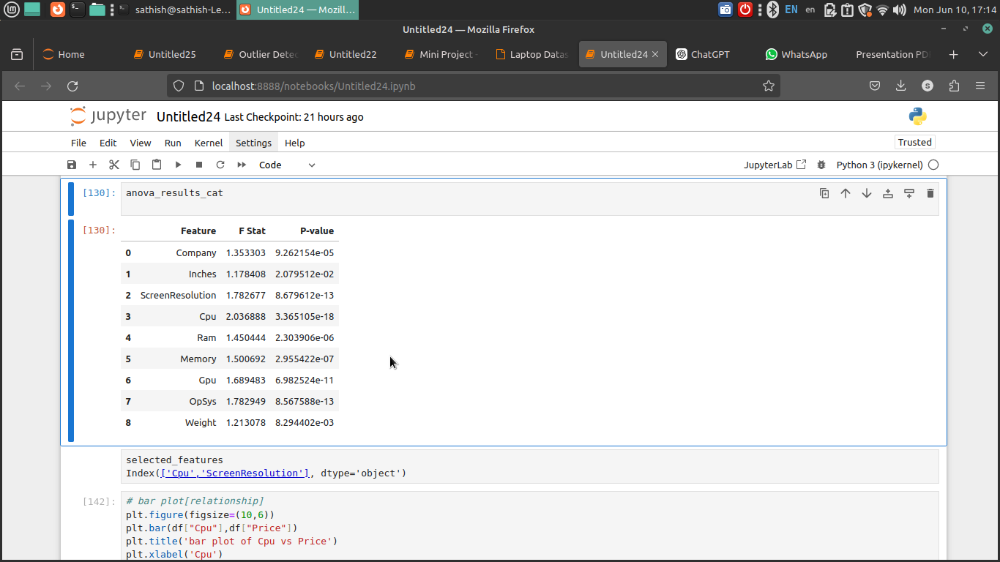 sathish@sathish-Le...
Untitled24 — Mozill...
EN
en
Mon Jun 10, 17:14
Untitled24 — Mozilla Firefox
Home
Untitled25
Outlier Detec
Untitled22
Mini Project -
Laptop Datas
Untitled24
ChatGPT
WhatsApp
Presentation PD
localhost:8888/notebooks/Untitled24.ipynb
S
jupyter
Untitled24 Last Checkpoint: 21 hours ago
File Edit View Run Kernel Settings Help
Trusted
Code
JupyterLab
Python 3 (ipykernel)
[130]: anova_results_cat
[130]: Feature F Stat P-value
0 Company 1.353303 9.262154e-05
1 Inches 1.178408 2.079512e-02
2 ScreenResolution 1.782677 8.679612e-13
3 Cpu 2.036888 3.365105e-18
4 Ram 1.450444 2.303906e-06
5 Memory 1.500692 2.955422e-07
6 Gpu 1.689483 6.982524e-11
7 OpSys 1.782949 8.567588e-13
8 Weight 1.213078 8.294402e-03
selected_features
Index(['Cpu','ScreenResolution'], dtype='object')
[142]: # bar plot[relationship]
plt.figure(figsize=(10,6))
plt.bar(df["Cpu"],df["Price"])
plt.title('bar plot of Cpu vs Price')
plt.xlabel('Cpu')